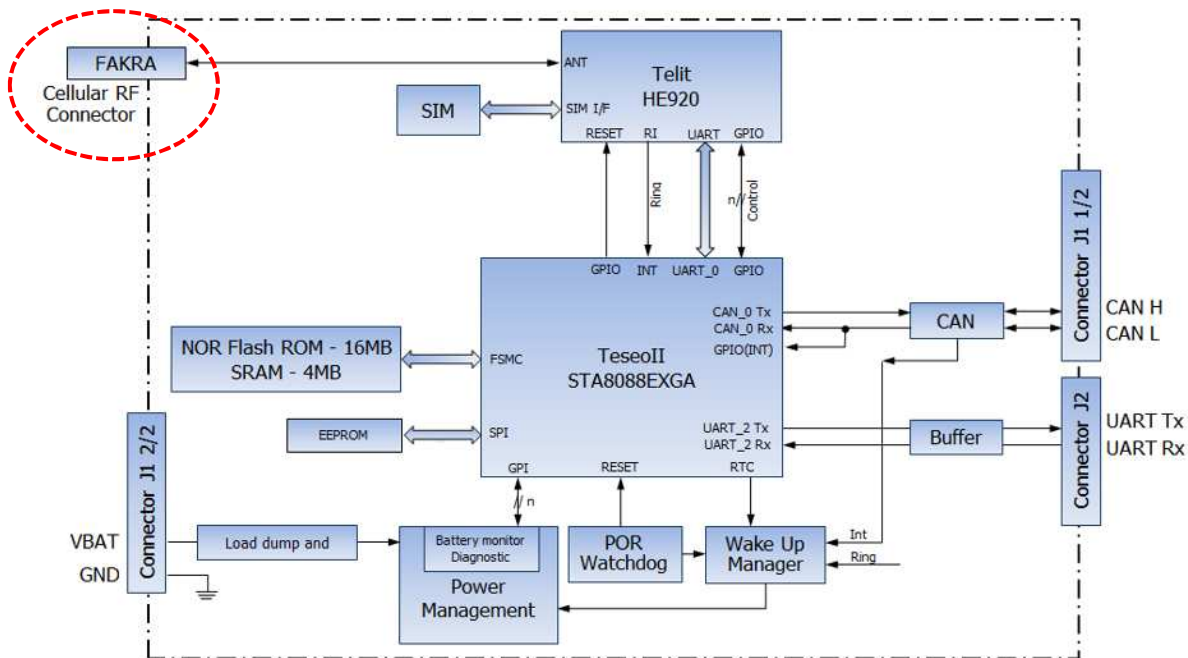 FAKRA
Cellular RF
Connector
ANT
Telit
HE920
SIM
SIM I/F
RESET RI UART GPIO
Ring
n//
Control
GPIO INT UART_0 GPIO
CAN_0 Tx
CAN_0 Rx
GPIO(INT)
CAN
Connector J1 1/2
CAN H
CAN L
NOR Flash ROM - 16MB
SRAM - 4MB
FSMC
TeseoII
STA8088EXGA
EEPROM
SPI
UART_2 Tx
UART_2 Rx
Buffer
Connector J2
UART Tx
UART Rx
GPI RESET RTC
// n
Connector J1 2/2
VBAT
GND
Load dump and
Battery monitor
Diagnostic
Power
Management
POR
Watchdog
Wake Up
Manager
Int
Ring